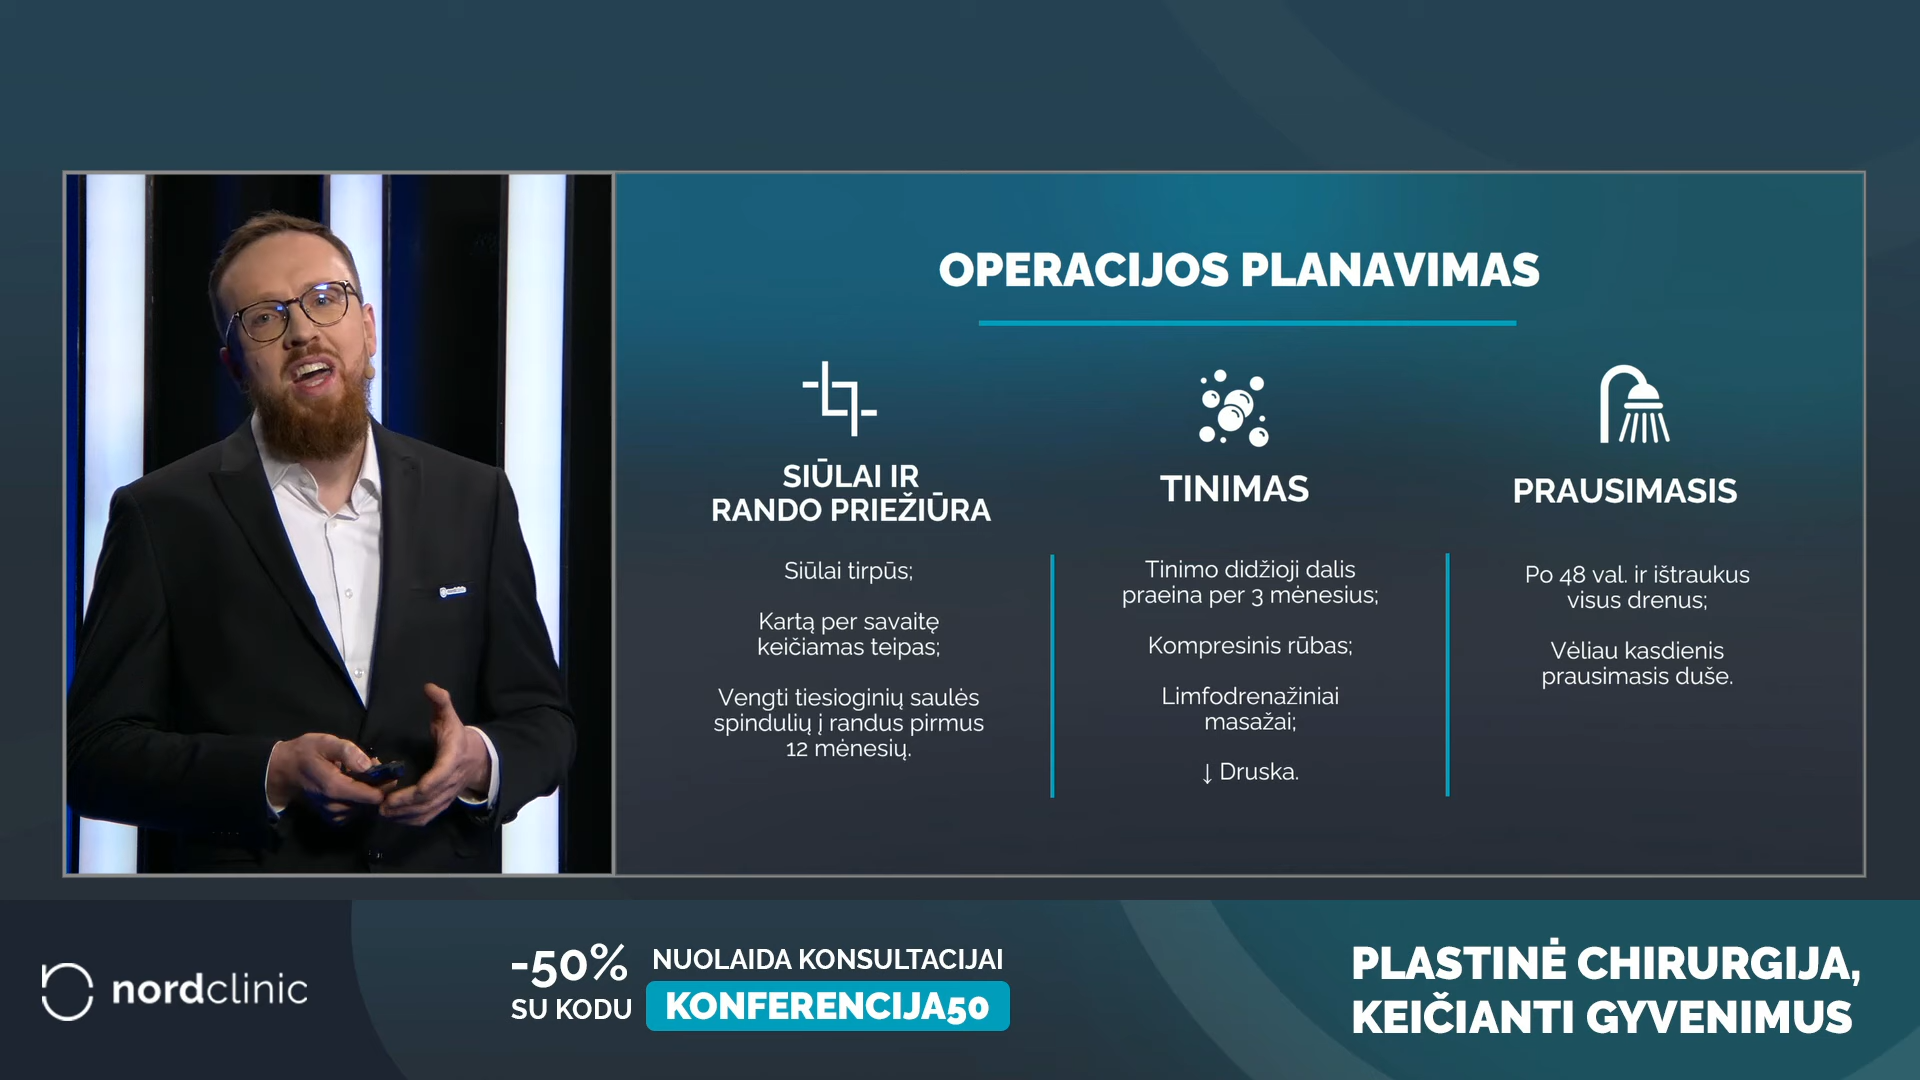 OPERACIJOS PLANAVIMAS
SIŪLAI IR
RANDO PRIEŽIŪRA
Siūlai tirpūs;
Kartą per savaitę
keičiamas teipas;
Vengti tiesioginių saulės
spindulių į randus pirmus
12 mėnesių.
TINIMAS
Tinimo didžioji dalis
praeina per 3 mėnesius;
Kompresinis rūbas;
Limfodrenažiniai
masažai;
↓ Druska.
PRAUSIMASIS
Po 48 val. ir ištraukus
visus drenus;
Vėliau kasdienis
prausimasis duše.
nordclinic
-50% NUOLAIDA KONSULTACIJAI
SU KODU KONFERENCIJA50
PLASTINĖ CHIRURGIJA,
KEIČIANTI GYVENIMUS